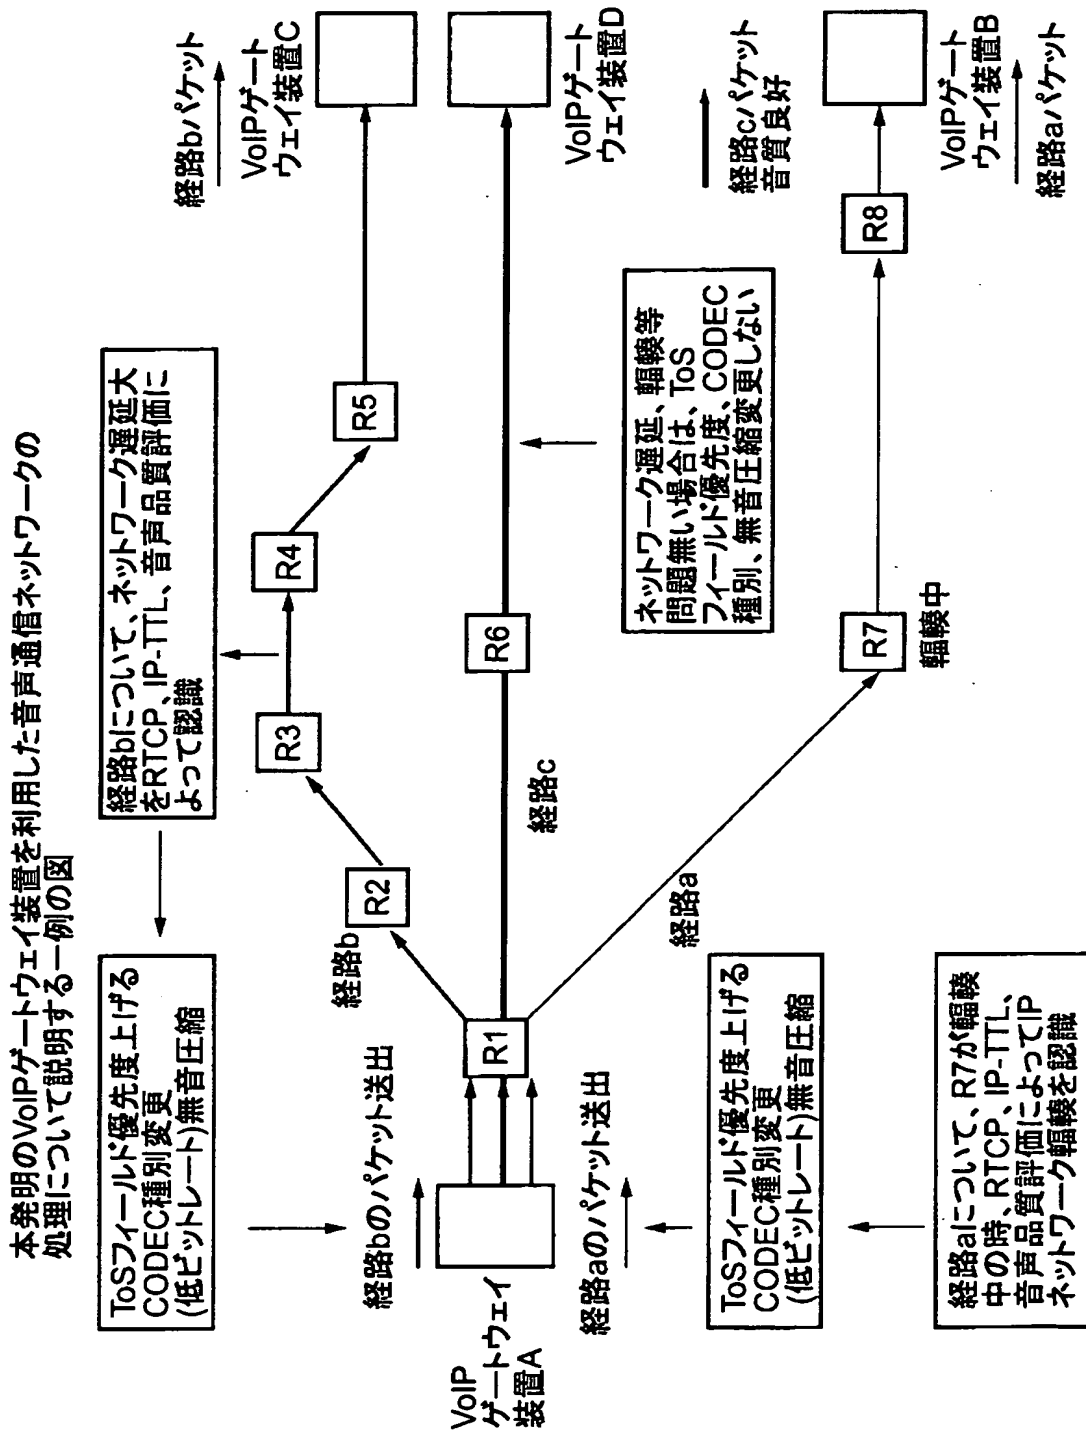 本発明のVoIPゲートウェイ装置を利用した音声通信ネットワークの
処理について説明する一例の図
ToSフィールド優先度上げる
CODEC種別変更
(低ビットレート)無音圧縮
経路bについて、ネットワーク遅延大
をRTCP、IP-TTL、音声品質評価に
よって認識
経路bパケット
VoIPゲート
ウェイ装置C
経路bのパケット送出
経路b
R2
R3
R4
R5
VoIP
ゲートウェイ
装置A
R1
経路c
R6
VoIPゲート
ウェイ装置D
経路aのパケット送出
経路a
ネットワーク遅延、輻輳等
問題無い場合は、ToS
フィールド優先度、CODEC
種別、無音圧縮変更しない
経路cパケット
音質良好
ToSフィールド優先度上げる
CODEC種別変更
(低ビットレート)無音圧縮
R7
輻輳中
R8
VoIPゲート
ウェイ装置B
経路aパケット
経路aについて、R7が輻輳
中の時、RTCP、IP-TTL、
音声品質評価によってIP
ネットワーク輻輳を認識